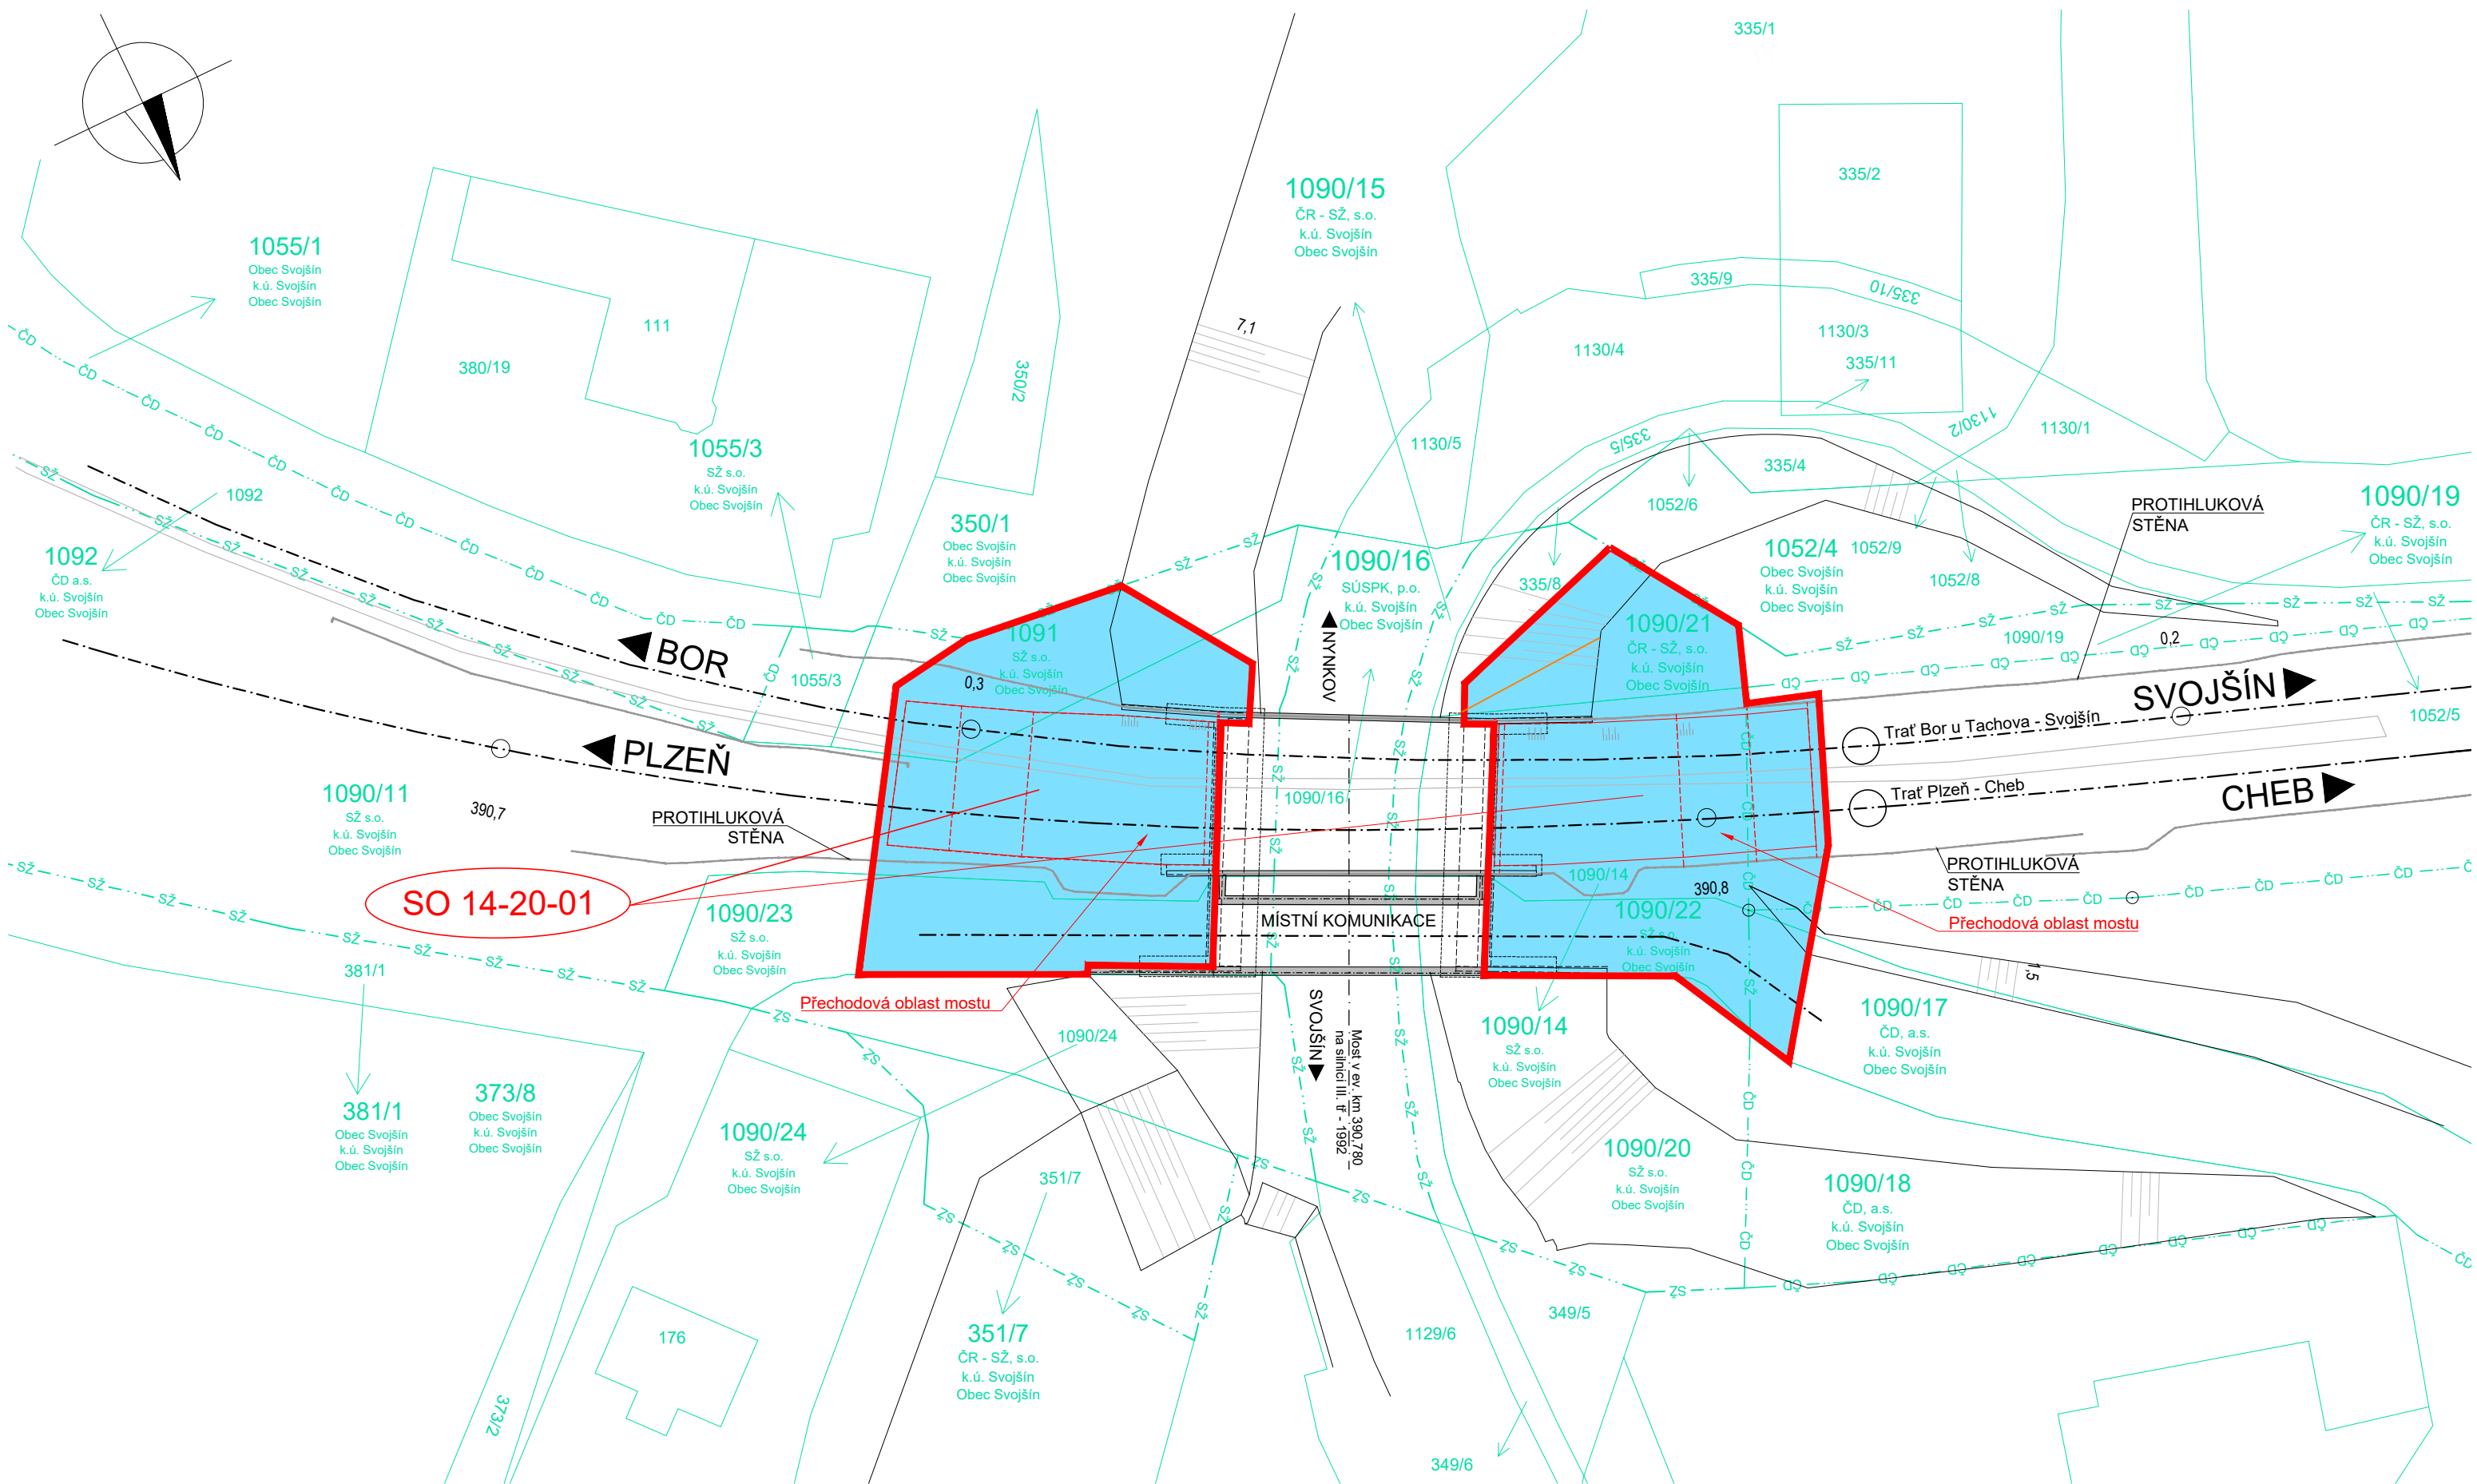 335/1
335/2
1090/15
ČR - SŽ, s.o.
k.ú. Svojšín
Obec Svojšín
1055/1
Obec Svojšín
k.ú. Svojšín
Obec Svojšín
335/9
335/10
111
7,1
1130/3
1130/4
335/11
380/19
350/2
1130/2
1130/1
1130/5
335/5
335/4
1055/3
SŽ s.o.
k.ú. Svojšín
Obec Svojšín
1092
1052/6
PROTIHLUKOVÁ
STĚNA
1090/19
ČR - SŽ, s.o.
k.ú. Svojšín
Obec Svojšín
350/1
Obec Svojšín
k.ú. Svojšín
Obec Svojšín
1092
ČD a.s.
k.ú. Svojšín
Obec Svojšín
1090/16
SÚSPK, p.o.
k.ú. Svojšín
Obec Svojšín
335/8
1052/4
Obec Svojšín
k.ú. Svojšín
Obec Svojšín
1052/9
1052/8
1091
SŽ s.o.
k.ú. Svojšín
Obec Svojšín
1090/21
ČR - SŽ, s.o.
k.ú. Svojšín
Obec Svojšín
1090/19
0,2
BOR
NYNKOV
1055/3
0,3
SVOJŠÍN
1052/5
Trať Bor u Tachova - Svojšín
PLZEŇ
CHEB
Trať Plzeň - Cheb
1090/16
1090/11
SŽ s.o.
k.ú. Svojšín
Obec Svojšín
390,7
PROTIHLUKOVÁ
STĚNA
PROTIHLUKOVÁ
STĚNA
1090/14
390,8
SO 14-20-01
1090/23
SŽ s.o.
k.ú. Svojšín
Obec Svojšín
MÍSTNÍ KOMUNIKACE
1090/22
SŽ s.o.
k.ú. Svojšín
Obec Svojšín
Přechodová oblast mostu
381/1
1,5
Přechodová oblast mostu
SVOJŠÍN
Most v ev. km 390,780
na silnici III. tř - 1992
1090/14
SŽ s.o.
k.ú. Svojšín
Obec Svojšín
1090/17
ČD, a.s.
k.ú. Svojšín
Obec Svojšín
1090/24
381/1
Obec Svojšín
k.ú. Svojšín
Obec Svojšín
373/8
Obec Svojšín
k.ú. Svojšín
Obec Svojšín
1090/24
SŽ s.o.
k.ú. Svojšín
Obec Svojšín
351/7
1090/20
SŽ s.o.
k.ú. Svojšín
Obec Svojšín
1090/18
ČD, a.s.
k.ú. Svojšín
Obec Svojšín
349/5
1129/6
176
351/7
ČR - SŽ, s.o.
k.ú. Svojšín
Obec Svojšín
373/2
349/6